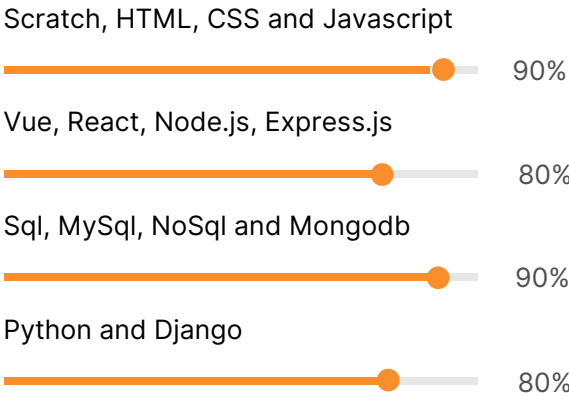 Scratch, HTML, CSS and Javascript
90%
Vue, React, Node.js, Express.js
80%
Sql, MySql, NoSql and Mongodb
90%
Python and Django
80%